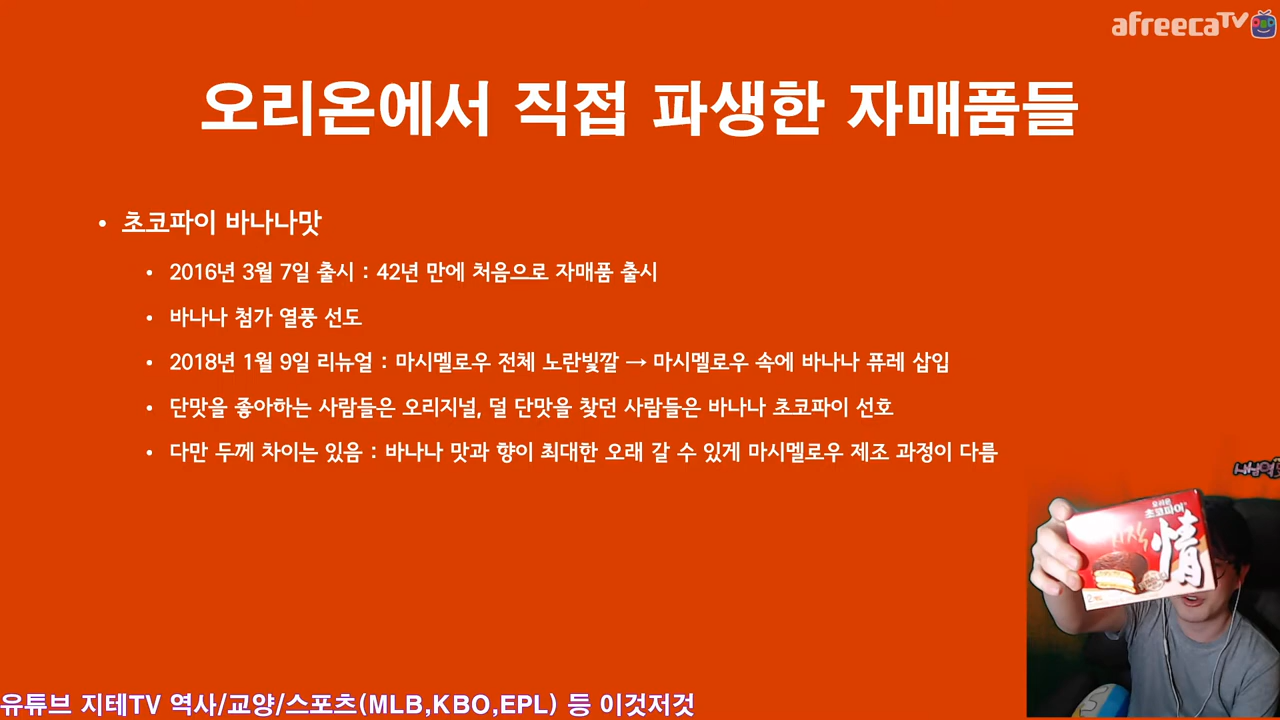 afreecaTV
오리온에서 직접 파생한 자매품들
• 초코파이 바나나맛
• 2016년 3월 7일 출시 : 42년 만에 처음으로 자매품 출시
• 바나나 첨가 열풍 선도
• 2018년 1월 9일 리뉴얼 : 마시멜로우 전체 노란빛깔 → 마시멜로우 속에 바나나 퓨레 삽입
• 단맛을 좋아하는 사람들은 오리지널, 덜 단맛을 찾던 사람들은 바나나 초코파이 선호
• 다만 두께 차이는 있음 : 바나나 맛과 향이 최대한 오래 갈 수 있게 마시멜로우 제조 과정이 다름
오리온
초코파이
情
유튜브 지테TV 역사/교양/스포츠(MLB,KBO,EPL) 등 이것저것